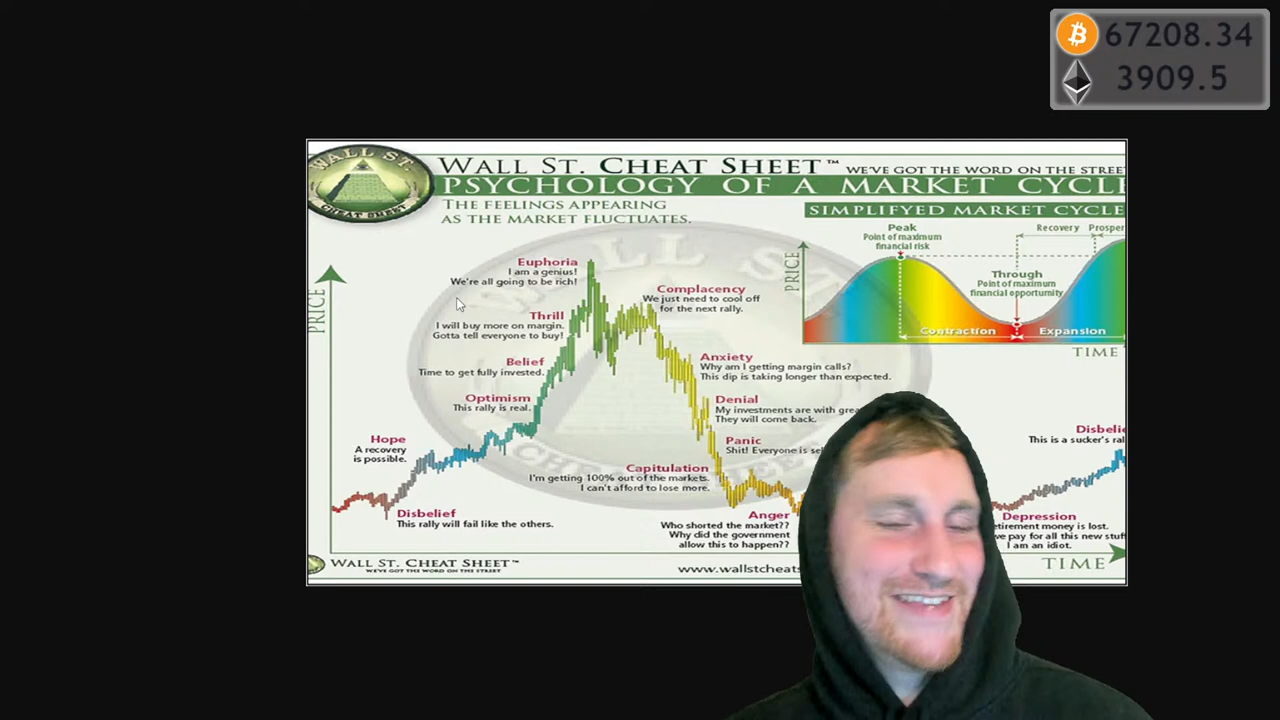 67208.34
3909.5
WALL ST.
CHEAT SHEET
WALL ST. CHEAT SHEET™
WE'VE GOT THE WORD ON THE STREET
PSYCHOLOGY OF A MARKET CYCLE
THE FEELINGS APPEARING
AS THE MARKET FLUCTUATES.
SIMPLIFYED MARKET CYCLE
Peak
Point of maximum
financial risk
Recovery
Through
Point of maximum
financial opportunity
Contraction
Expansion
PRICE
TIME
PRICE
Euphoria
I am a genius!
We're all going to be rich!
Thrill
I will buy more on margin.
Gotta tell everyone to buy!
Belief
Time to get fully invested.
Optimism
This rally is real.
Hope
A recovery
is possible.
Disbelief
This rally will fail like the others.
Complacency
We just need to cool off
for the next rally.
Anxiety
Why am I getting margin calls?
This dip is taking longer than expected.
Denial
My investments are with
They will come back.
Panic
Shit! Everyone is
Capitulation
I'm getting 100% out of the markets.
I can't afford to lose more.
Anger
Who shorted the market??
Why did the government
allow this to happen??
Depression
money is lost.
pay for all this new
I am an idiot.
This is a sucker's
TIME
WALL ST. CHEAT SHEET™
WE'VE GOT THE WORD ON THE STREET
www.wallstcheats